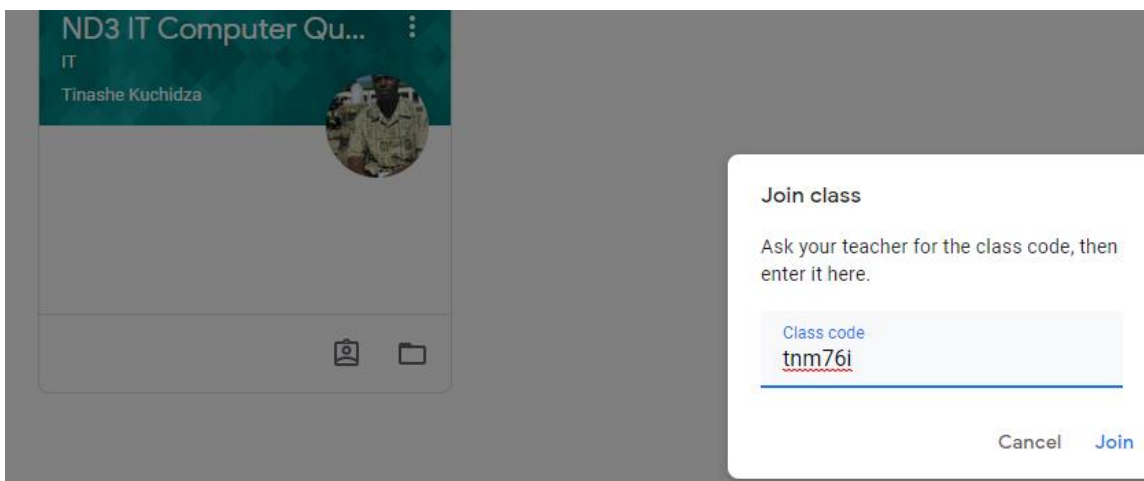 ND3 IT Computer Qu...
IT
Tinashe Kuchidza
Join class
Ask your teacher for the class code, then
enter it here.
Class code
tnm76i
Cancel Join